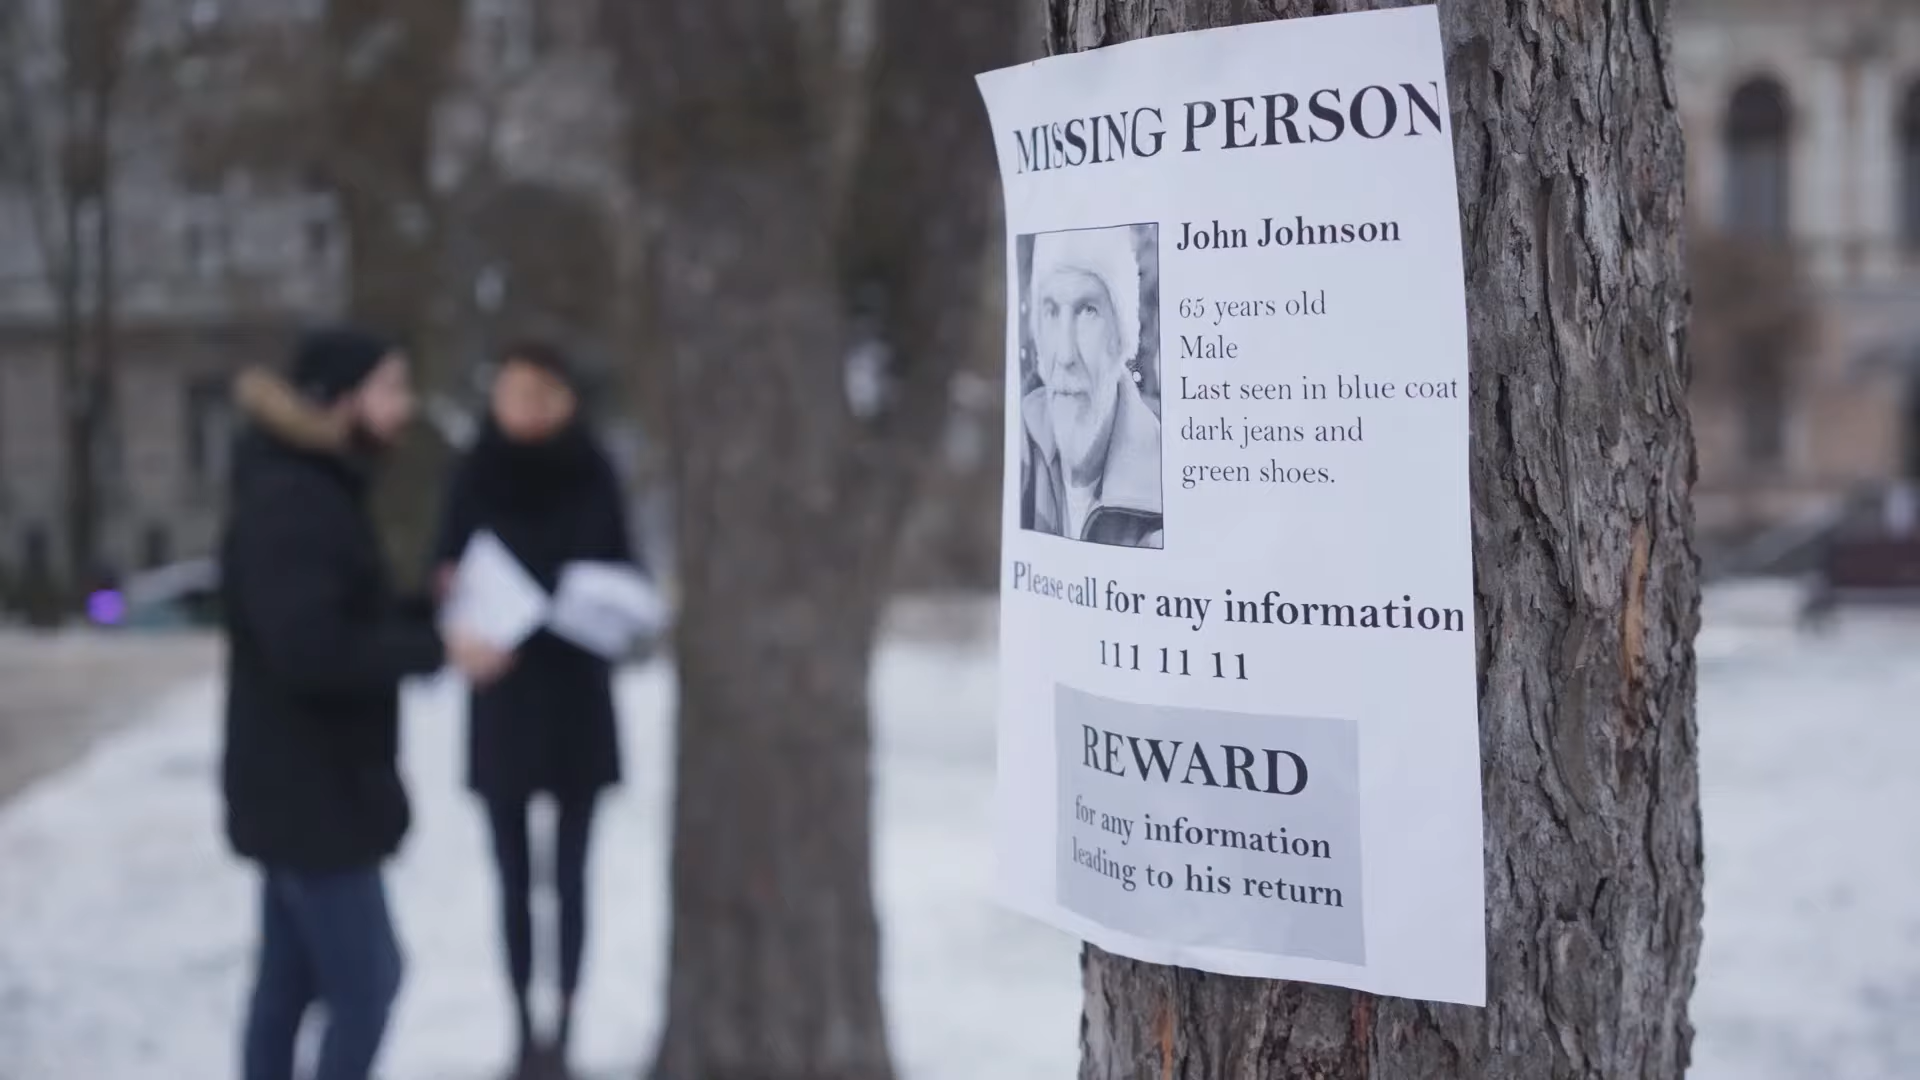 MISSING PERSON
John Johnson
65 years old
Male
Last seen in blue coat
dark jeans and
green shoes.
Please call for any information
111 11 11
REWARD
for any information
leading to his return